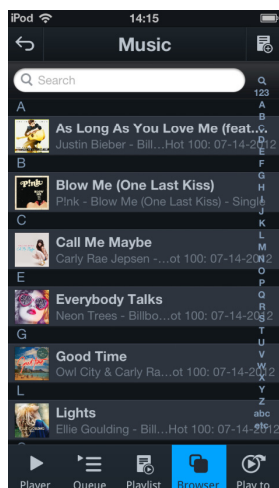 iPod 14:15
Music
Search
A
As Long As You Love Me (feat...
Justin Bieber - Bill...Hot 100: 07-14-2012
B
Blow Me (One Last Kiss)
P!nk - Blow Me (One Last Kiss) - Single
C
Call Me Maybe
Carly Rae Jepsen -...ot 100: 07-14-2012
E
Everybody Talks
Neon Trees - Billbo...ot 100: 07-14-2012
G
Good Time
Owl City & Carly Ra...ot 100: 07-14-2012
L
Lights
Ellie Goulding - Bill...Hot 100: 07-14-2012
123
A
B
C
D
E
F
G
H
I
J
K
L
M
N
O
P
Q
R
S
T
U
V
W
X
Y
Z
abc
etc
Player Queue Playlist Browser Play to